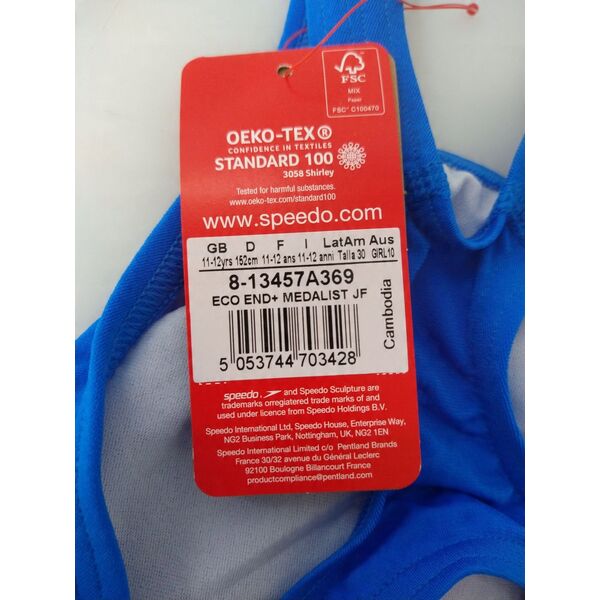 FSC
MIX
Paper
FSC™ C100470
OEKO-TEX®
CONFIDENCE IN TEXTILES
STANDARD 100
3058 Shirley
Tested for harmful substances.
www.oeko-tex.com/standard100
www.speedo.com
GB D F I LatAm Aus
11-12yrs 152cm 11-12 ans 11-12 anni Talla 30 GIRL10
8-13457A369
ECO END+ MEDALIST JF
Cambodia
5 053744 703428
speedo and Speedo Sculpture are
trademarks orregistered trade marks of and
used under licence from Speedo Holdings B.V.
Speedo International Ltd, Speedo House, Enterprise Way,
NG2 Business Park, Nottingham, UK, NG2 1EN
Speedo International Limited c/o Pentland Brands
France 30/32 avenue du Général Leclerc
92100 Boulogne Billancourt France
productcompliance@pentland.com